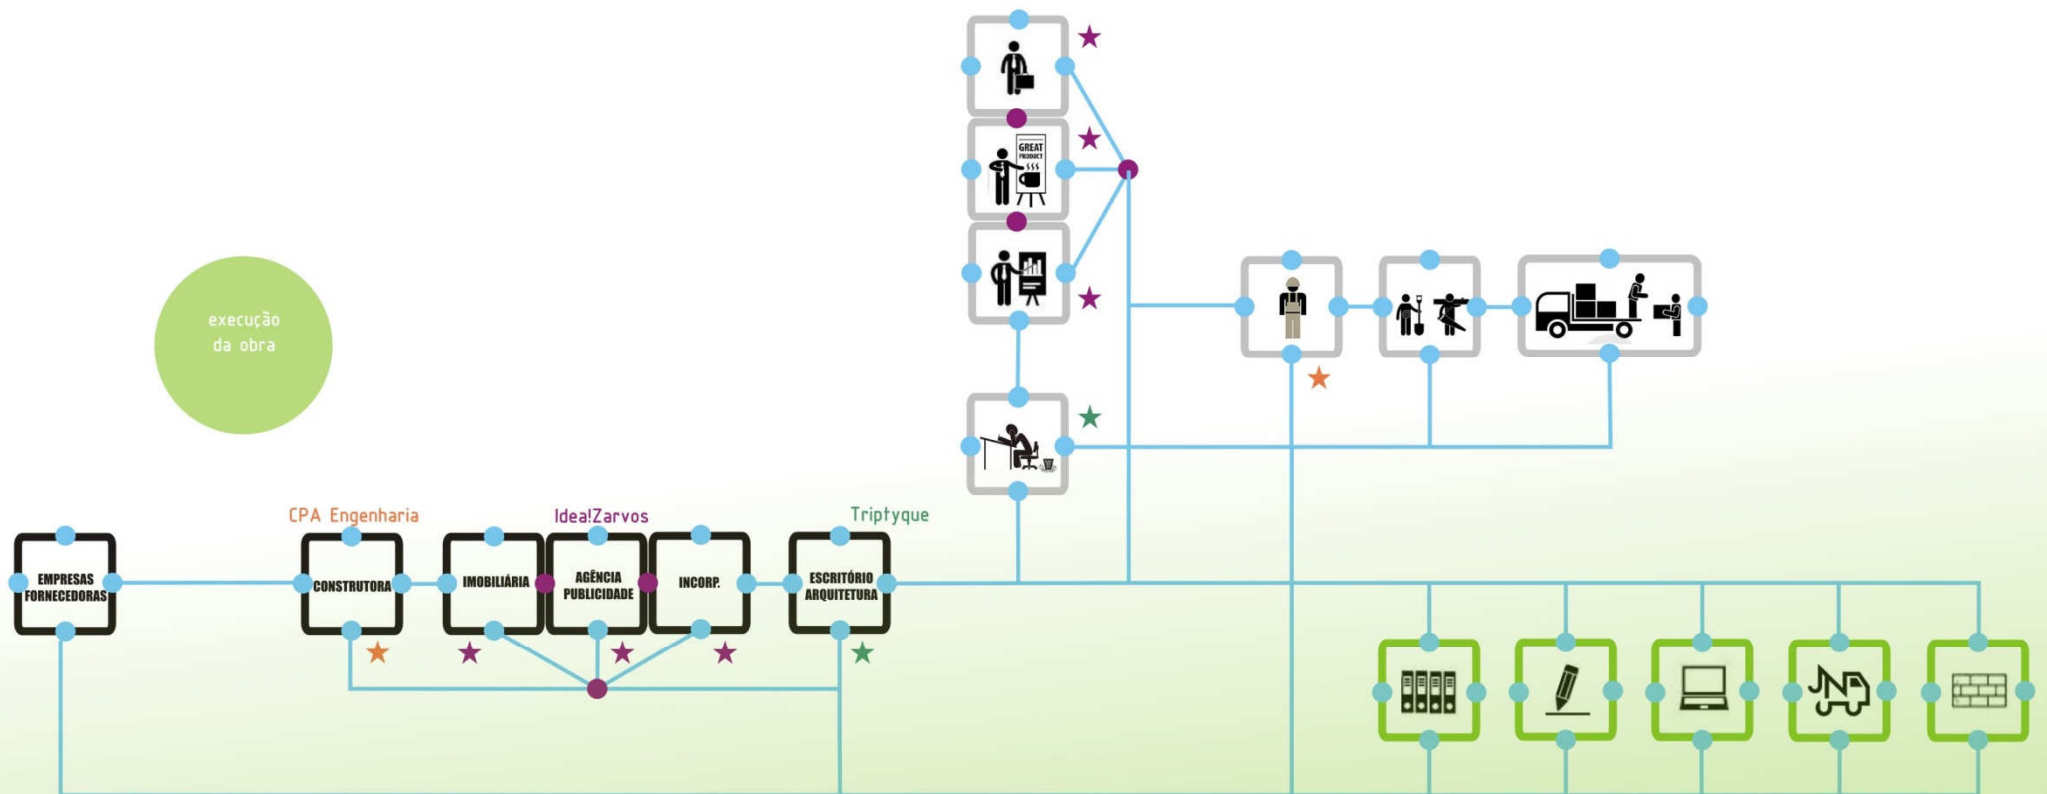 GREAT
PRODUCT
execução
da obra
CPA Engenharia
Idea!Zarvos
Triptyque
EMPRESAS
FORNECEDORAS
CONSTRUTORA
IMOBILIÁRIA
AGÊNCIA
PUBLICIDADE
INCORP.
ESCRITÓRIO
ARQUITETURA